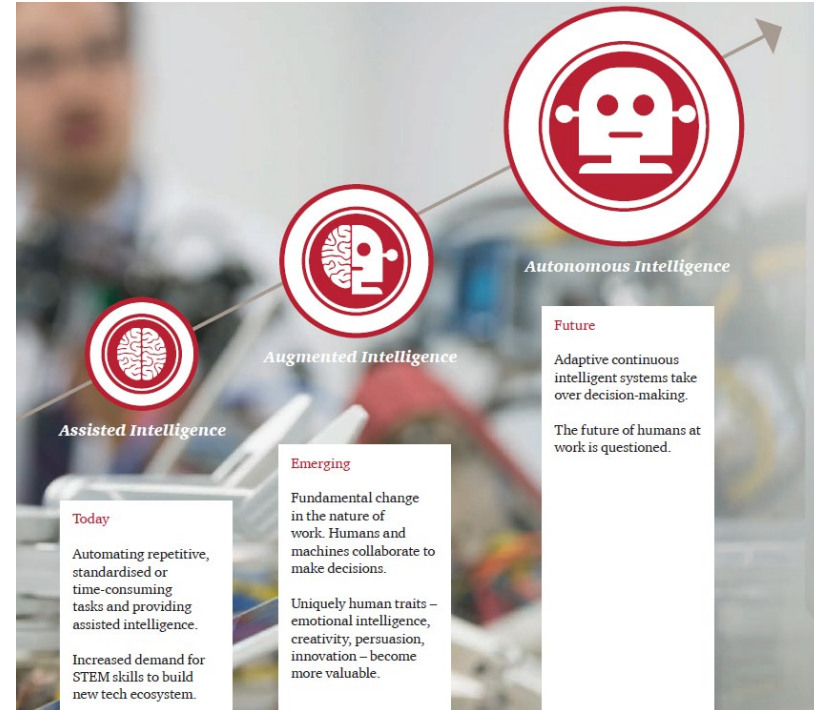 Autonomous Intelligence
Augmented Intelligence
Assisted Intelligence
Today
Automating repetitive,
standardised or
time-consuming
tasks and providing
assisted intelligence.
Increased demand for
STEM skills to build
new tech ecosystem.
Emerging
Fundamental change
in the nature of
work. Humans and
machines collaborate to
make decisions.
Uniquely human traits –
emotional intelligence,
creativity, persuasion,
innovation – become
more valuable.
Future
Adaptive continuous
intelligent systems take
over decision-making.
The future of humans at
work is questioned.